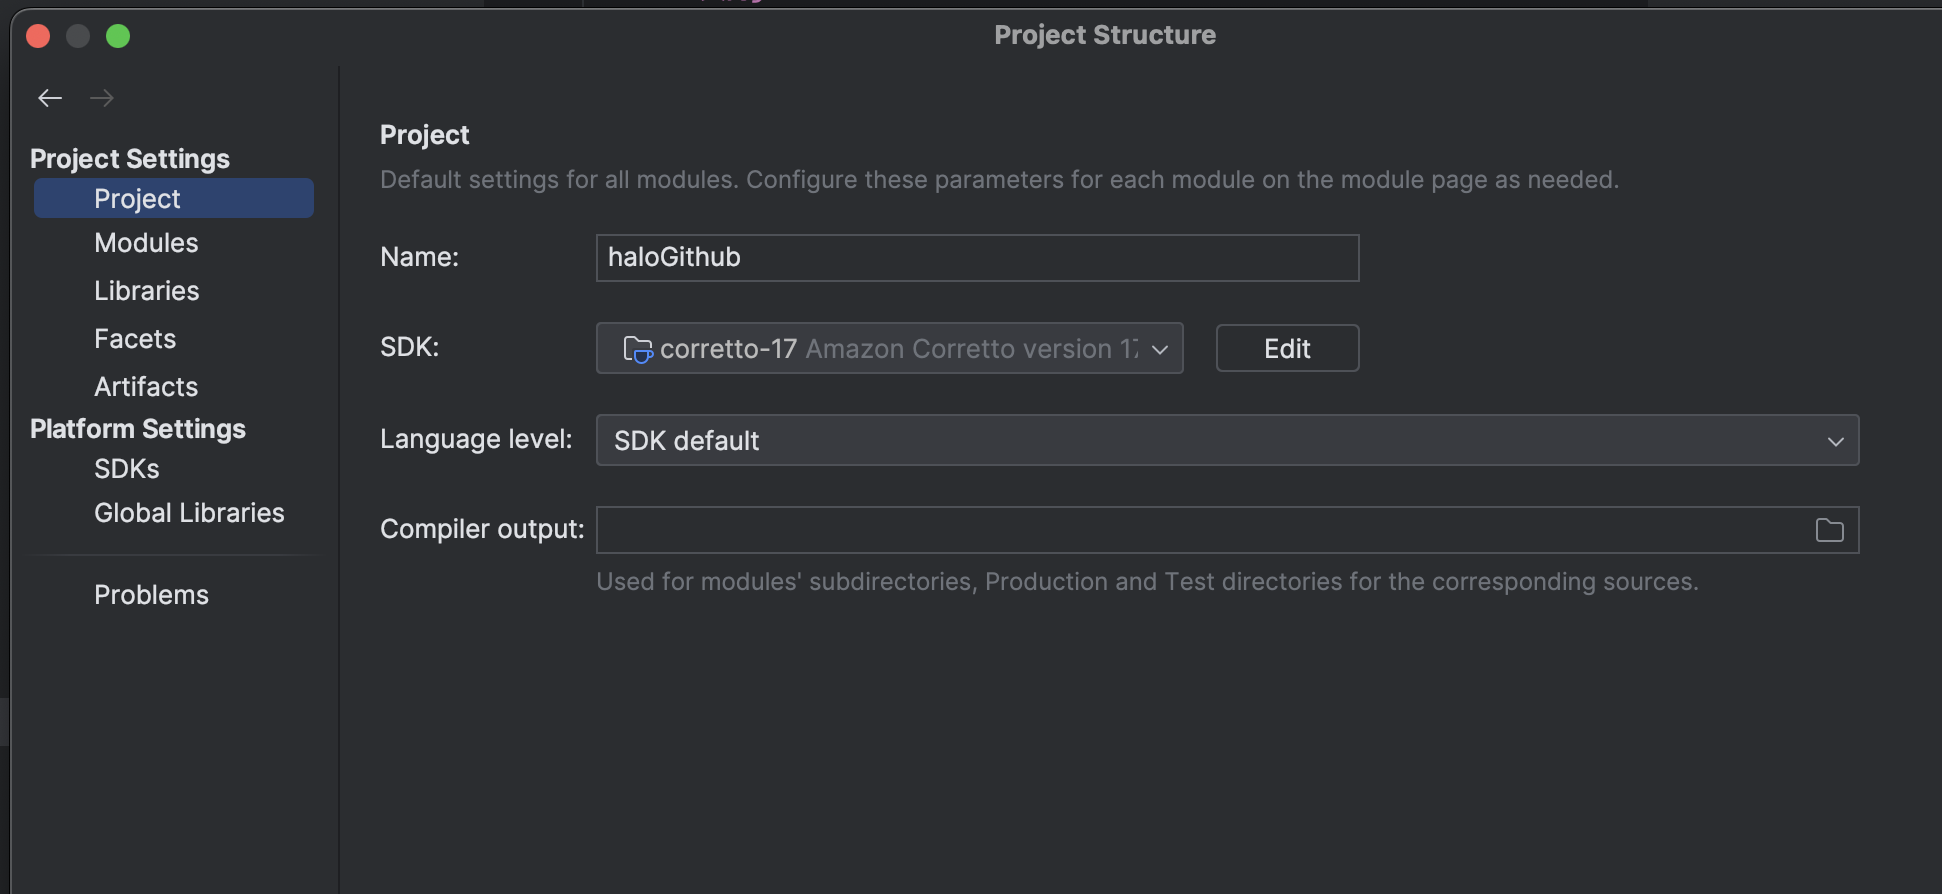 Project Structure
Project Settings
Project
Modules
Libraries
Facets
Artifacts
Platform Settings
SDKs
Global Libraries
Problems
Project
Default settings for all modules. Configure these parameters for each module on the module page as needed.
Name: haloGithub
SDK: corretto-17 Amazon Corretto version 17 Edit
Language level: SDK default
Compiler output:
Used for modules' subdirectories, Production and Test directories for the corresponding sources.